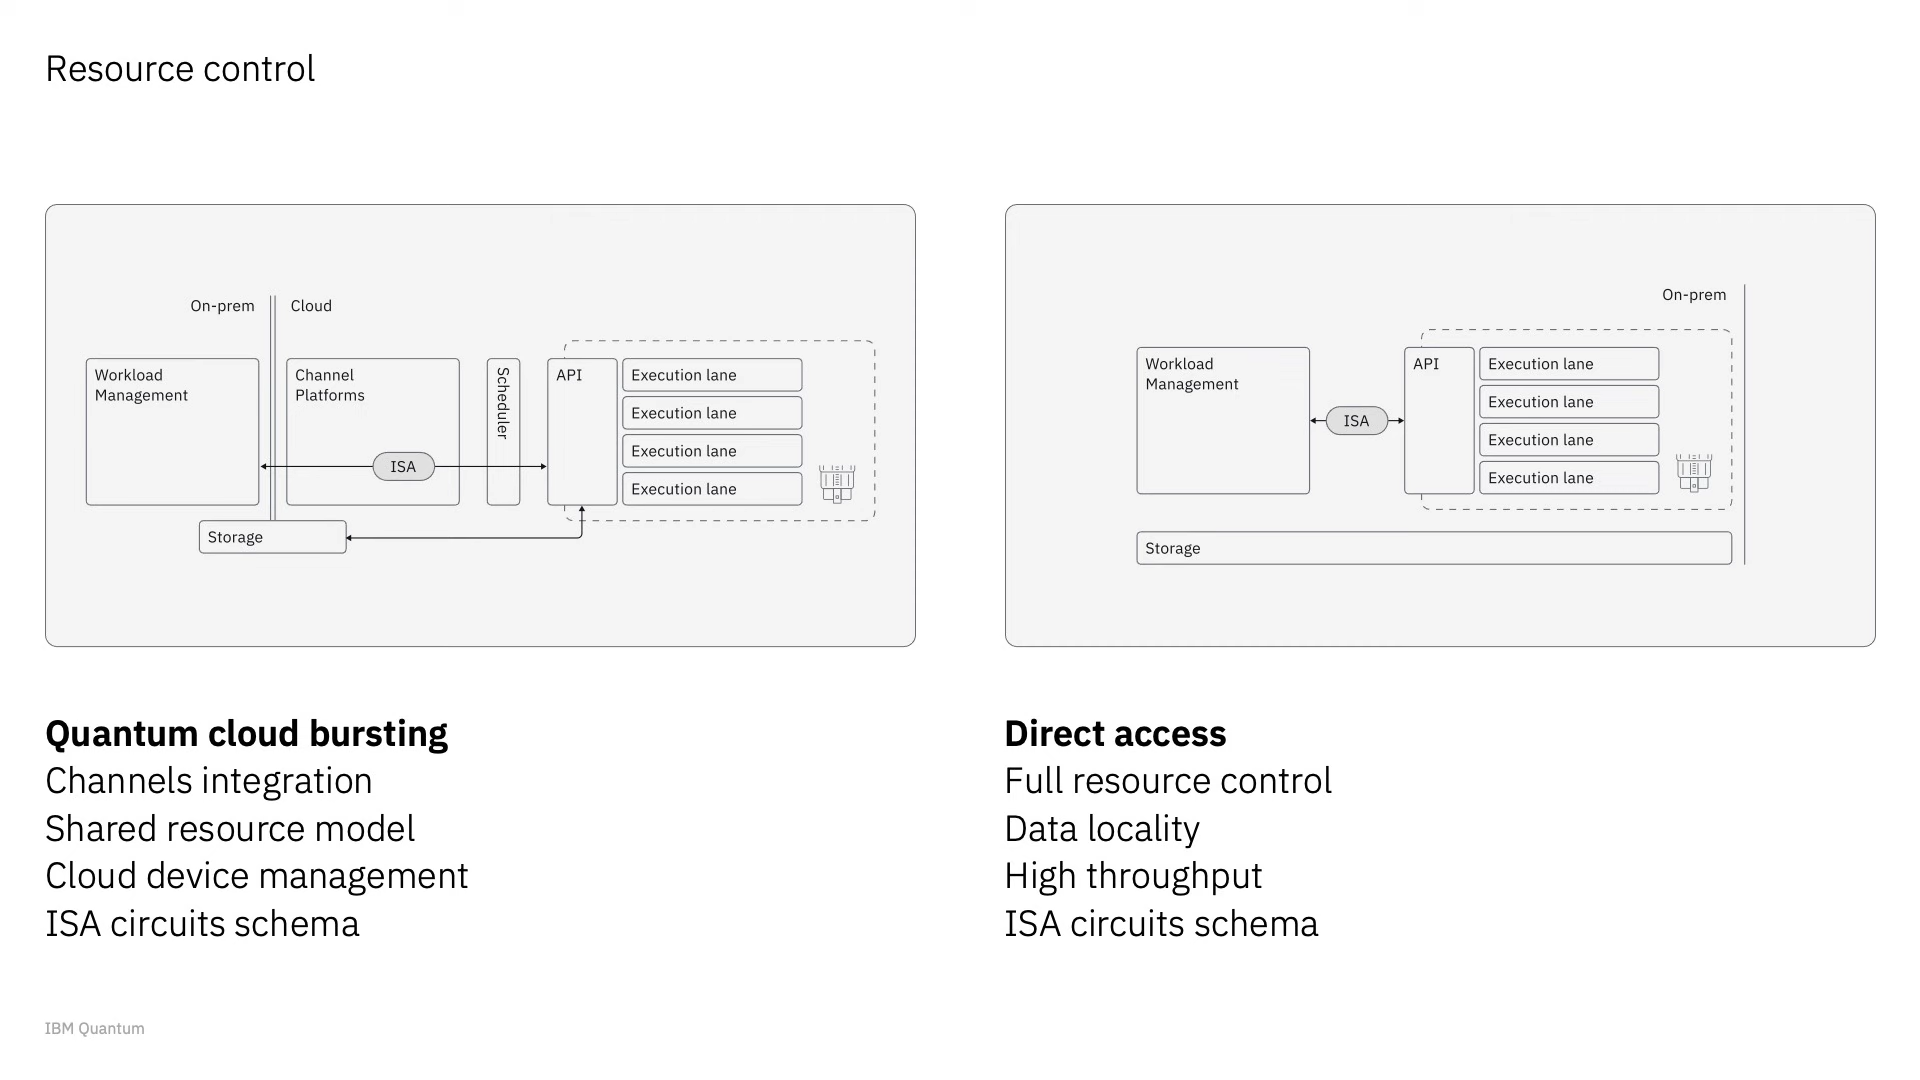 Resource control
On-prem
Cloud
Workload
Management
Channel
Platforms
Scheduler
API
Execution lane
Execution lane
Execution lane
Execution lane
ISA
Storage
On-prem
Workload
Management
ISA
API
Execution lane
Execution lane
Execution lane
Execution lane
Storage
Quantum cloud bursting
Channels integration
Shared resource model
Cloud device management
ISA circuits schema
Direct access
Full resource control
Data locality
High throughput
ISA circuits schema
IBM Quantum